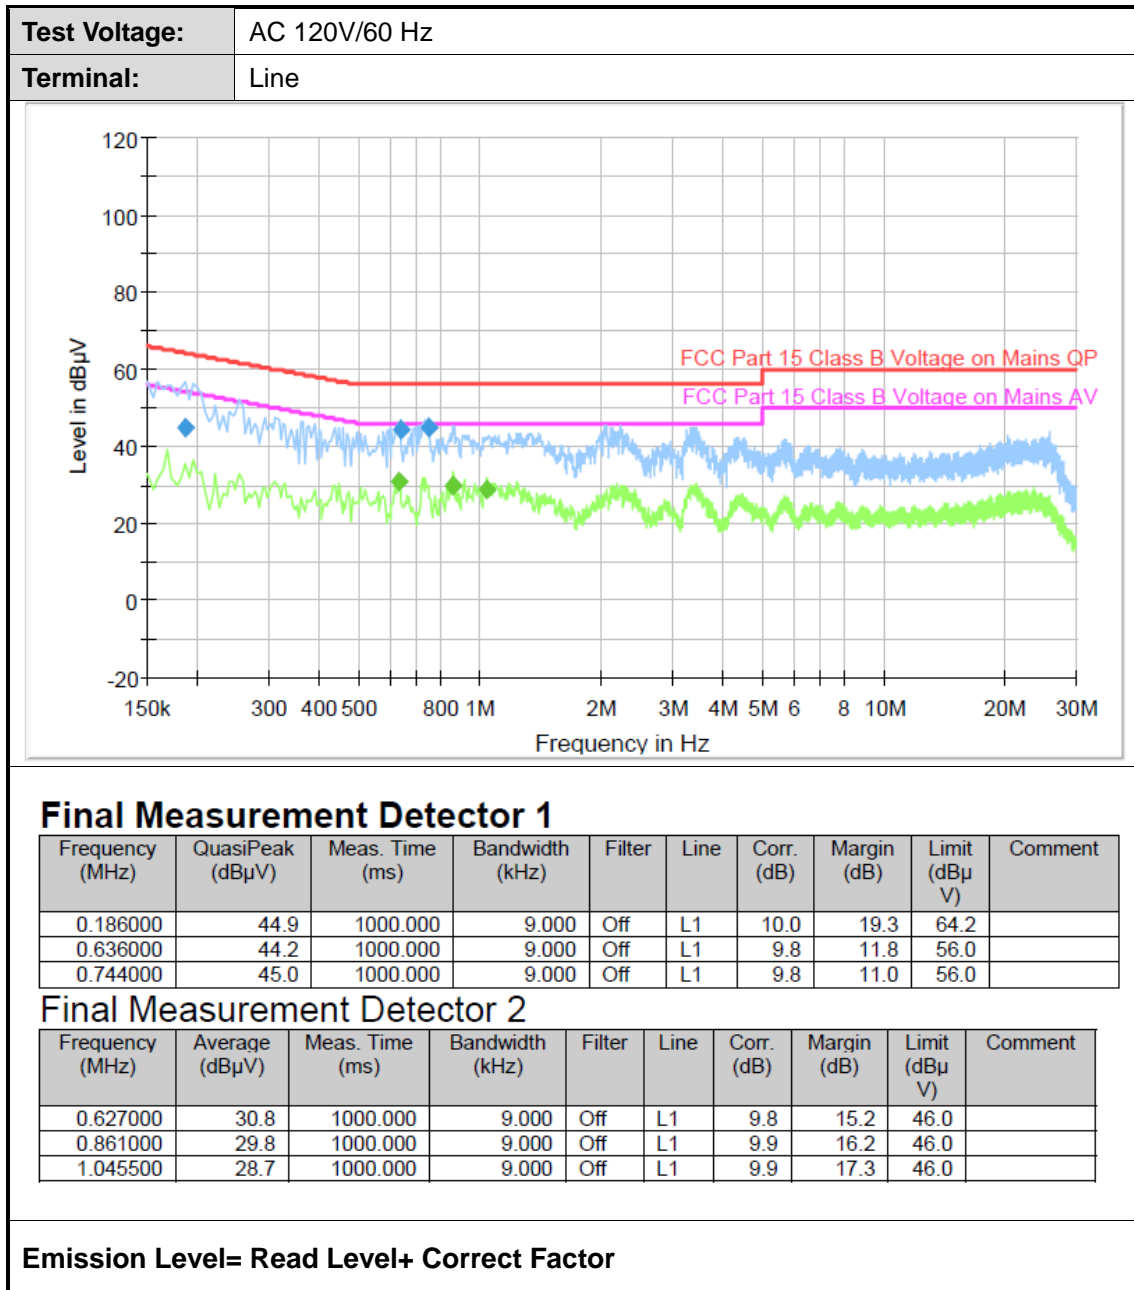 Test Voltage: AC 120V/60 Hz
Terminal: Line
120
100
80
60
40
20
0
-20
Level in dBµV
FCC Part 15 Class B Voltage on Mains QP
FCC Part 15 Class B Voltage on Mains AV
150k 300 400 500 800 1M 2M 3M 4M 5M 6 8 10M 20M 30M
Frequency in Hz
Final Measurement Detector 1
Frequency (MHz) QuasiPeak (dBµV) Meas. Time (ms) Bandwidth (kHz) Filter Line Corr. (dB) Margin (dB) Limit (dBµ V) Comment
0.186000 44.9 1000.000 9.000 Off L1 10.0 19.3 64.2
0.636000 44.2 1000.000 9.000 Off L1 9.8 11.8 56.0
0.744000 45.0 1000.000 9.000 Off L1 9.8 11.0 56.0
Final Measurement Detector 2
Frequency (MHz) Average (dBµV) Meas. Time (ms) Bandwidth (kHz) Filter Line Corr. (dB) Margin (dB) Limit (dBµ V) Comment
0.627000 30.8 1000.000 9.000 Off L1 9.8 15.2 46.0
0.861000 29.8 1000.000 9.000 Off L1 9.9 16.2 46.0
1.045500 28.7 1000.000 9.000 Off L1 9.9 17.3 46.0
Emission Level= Read Level+ Correct Factor